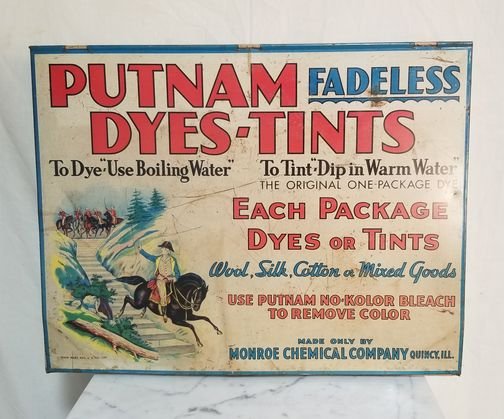 PUTNAM FADELESS
DYES-TINTS
To Dye "Use Boiling Water" To Tint "Dip in Warm Water"
THE ORIGINAL ONE-PACKAGE DYE
EACH PACKAGE
DYES OR TINTS
Wool, Silk, Cotton or Mixed Goods
USE PUTNAM NO-KOLOR BLEACH
TO REMOVE COLOR
MADE ONLY BY
MONROE CHEMICAL COMPANY QUINCY, ILL.